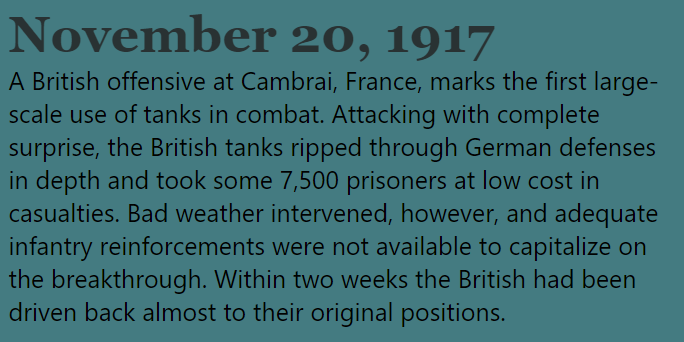 November 20, 1917
A British offensive at Cambrai, France, marks the first large-
scale use of tanks in combat. Attacking with complete
surprise, the British tanks ripped through German defenses
in depth and took some 7,500 prisoners at low cost in
casualties. Bad weather intervened, however, and adequate
infantry reinforcements were not available to capitalize on
the breakthrough. Within two weeks the British had been
driven back almost to their original positions.